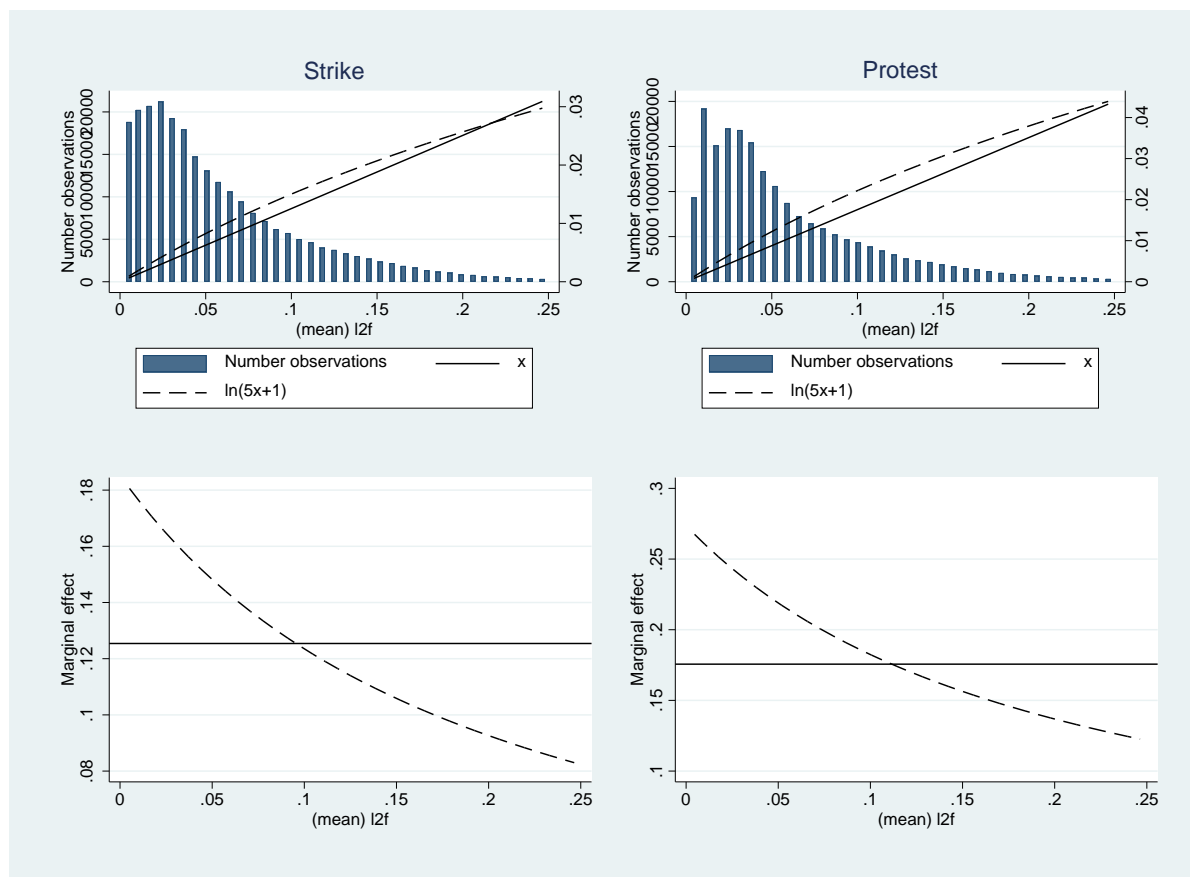 Strike
Number observations
0 5000 10000 15000 20000
0 .01 .02 .03
0 .05 .1 .15 .2 .25
(mean) l2f
Number observations x
ln(5x+1)
Protest
Number observations
0 5000 10000 15000 20000
0 .01 .02 .03 .04
0 .05 .1 .15 .2 .25
(mean) l2f
Number observations x
ln(5x+1)
Marginal effect
.08 .1 .12 .14 .16 .18
0 .05 .1 .15 .2 .25
(mean) l2f
Marginal effect
.1 .15 .2 .25 .3
0 .05 .1 .15 .2 .25
(mean) l2f